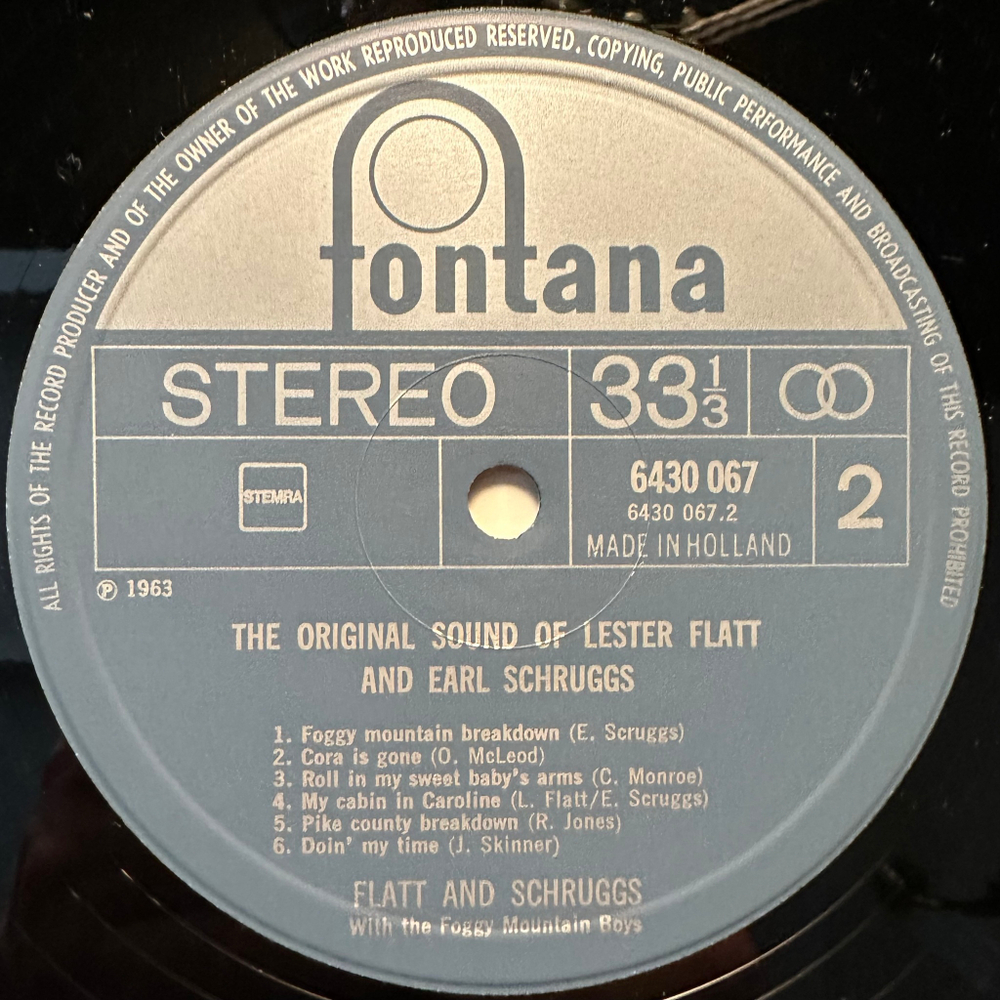 ALL RIGHTS OF THE RECORD PRODUCER AND OF THE OWNER OF THE WORK REPRODUCED RESERVED. COPYING, PUBLIC PERFORMANCE AND BROADCASTING OF THIS RECORD PROHIBITED
fontana
STEREO 33 1/3
STEMRA
6430 067
6430 067.2
MADE IN HOLLAND
2
℗ 1963
THE ORIGINAL SOUND OF LESTER FLATT
AND EARL SCHRUGGS
1. Foggy mountain breakdown (E. Scruggs)
2. Cora is gone (O. McLeod)
3. Roll in my sweet baby's arms (C. Monroe)
4. My cabin in Caroline (L. Flatt/E. Scruggs)
5. Pike county breakdown (R. Jones)
6. Doin' my time (J. Skinner)
FLATT AND SCHRUGGS
With the Foggy Mountain Boys